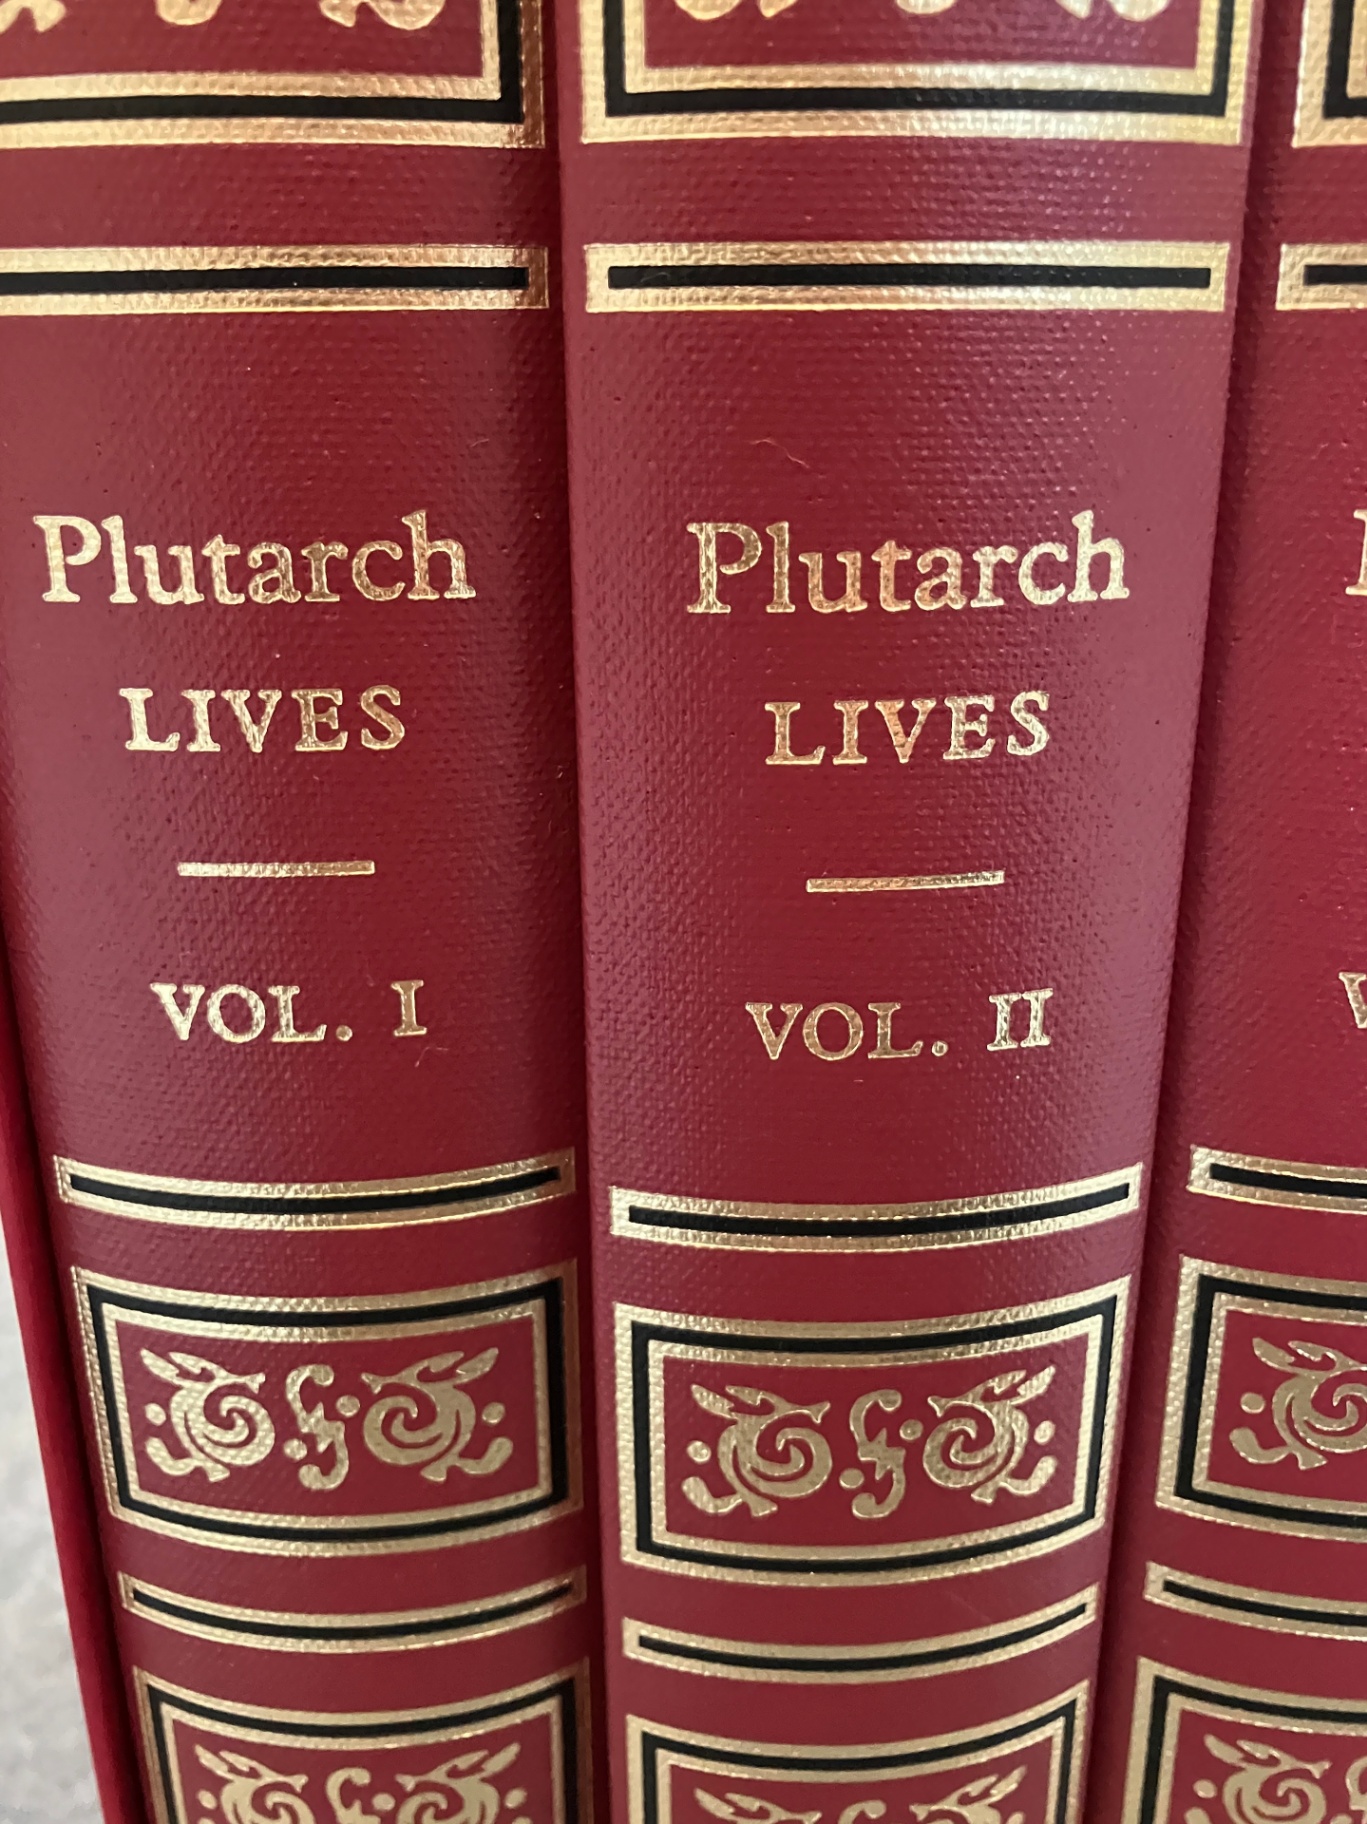 Plutarch
LIVES
VOL. I
Plutarch
LIVES
VOL. II